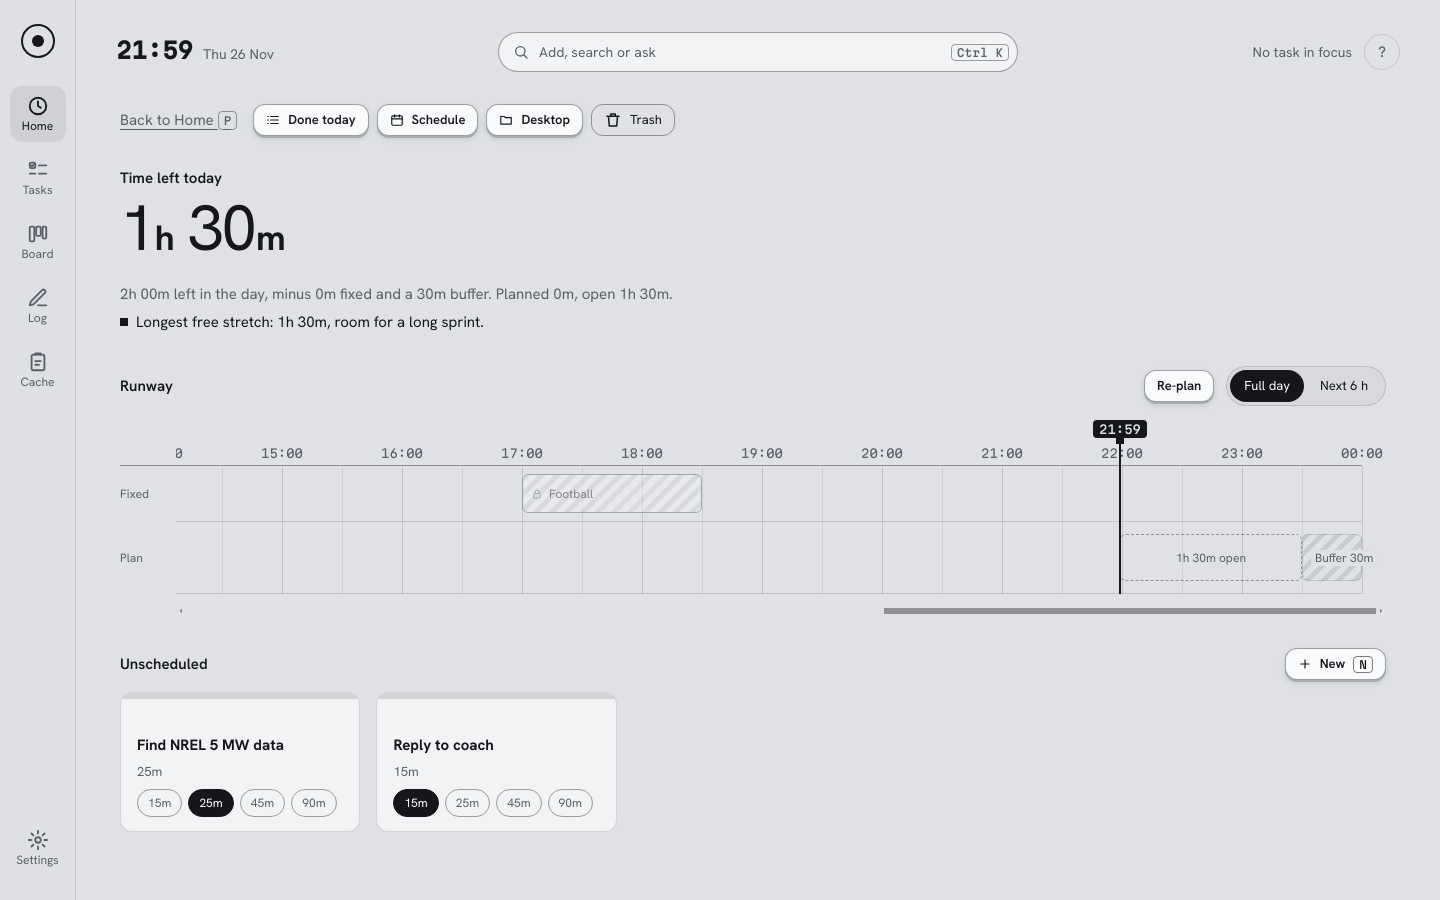 21:59 Thu 26 Nov
Add, search or ask Ctrl K
No task in focus ?
Home
Tasks
Board
Log
Cache
Settings
Back to Home P
Done today
Schedule
Desktop
Trash
Time left today
1h 30m
2h 00m left in the day, minus 0m fixed and a 30m buffer. Planned 0m, open 1h 30m.
Longest free stretch: 1h 30m, room for a long sprint.
Runway
Re-plan
Full day
Next 6 h
21:59
0 15:00 16:00 17:00 18:00 19:00 20:00 21:00 22:00 23:00 00:00
Fixed
Football
Plan
1h 30m open
Buffer 30m
Unscheduled
New N
Find NREL 5 MW data
25m
15m 25m 45m 90m
Reply to coach
15m
15m 25m 45m 90m